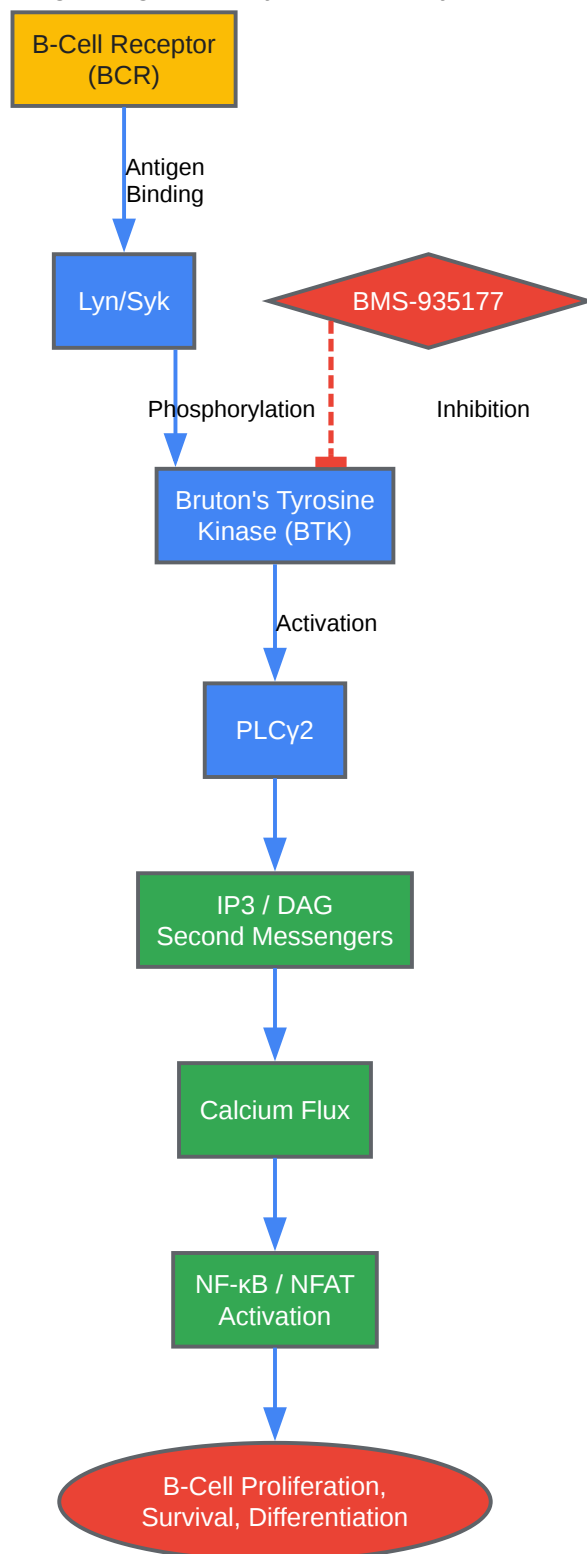 B-Cell Receptor
(BCR)
Antigen
Binding
Lyn/Syk
BMS-935177
Phosphorylation
Inhibition
Bruton's Tyrosine
Kinase (BTK)
Activation
PLCγ2
IP3 / DAG
Second Messengers
Calcium Flux
NF-κB / NFAT
Activation
B-Cell Proliferation,
Survival, Differentiation